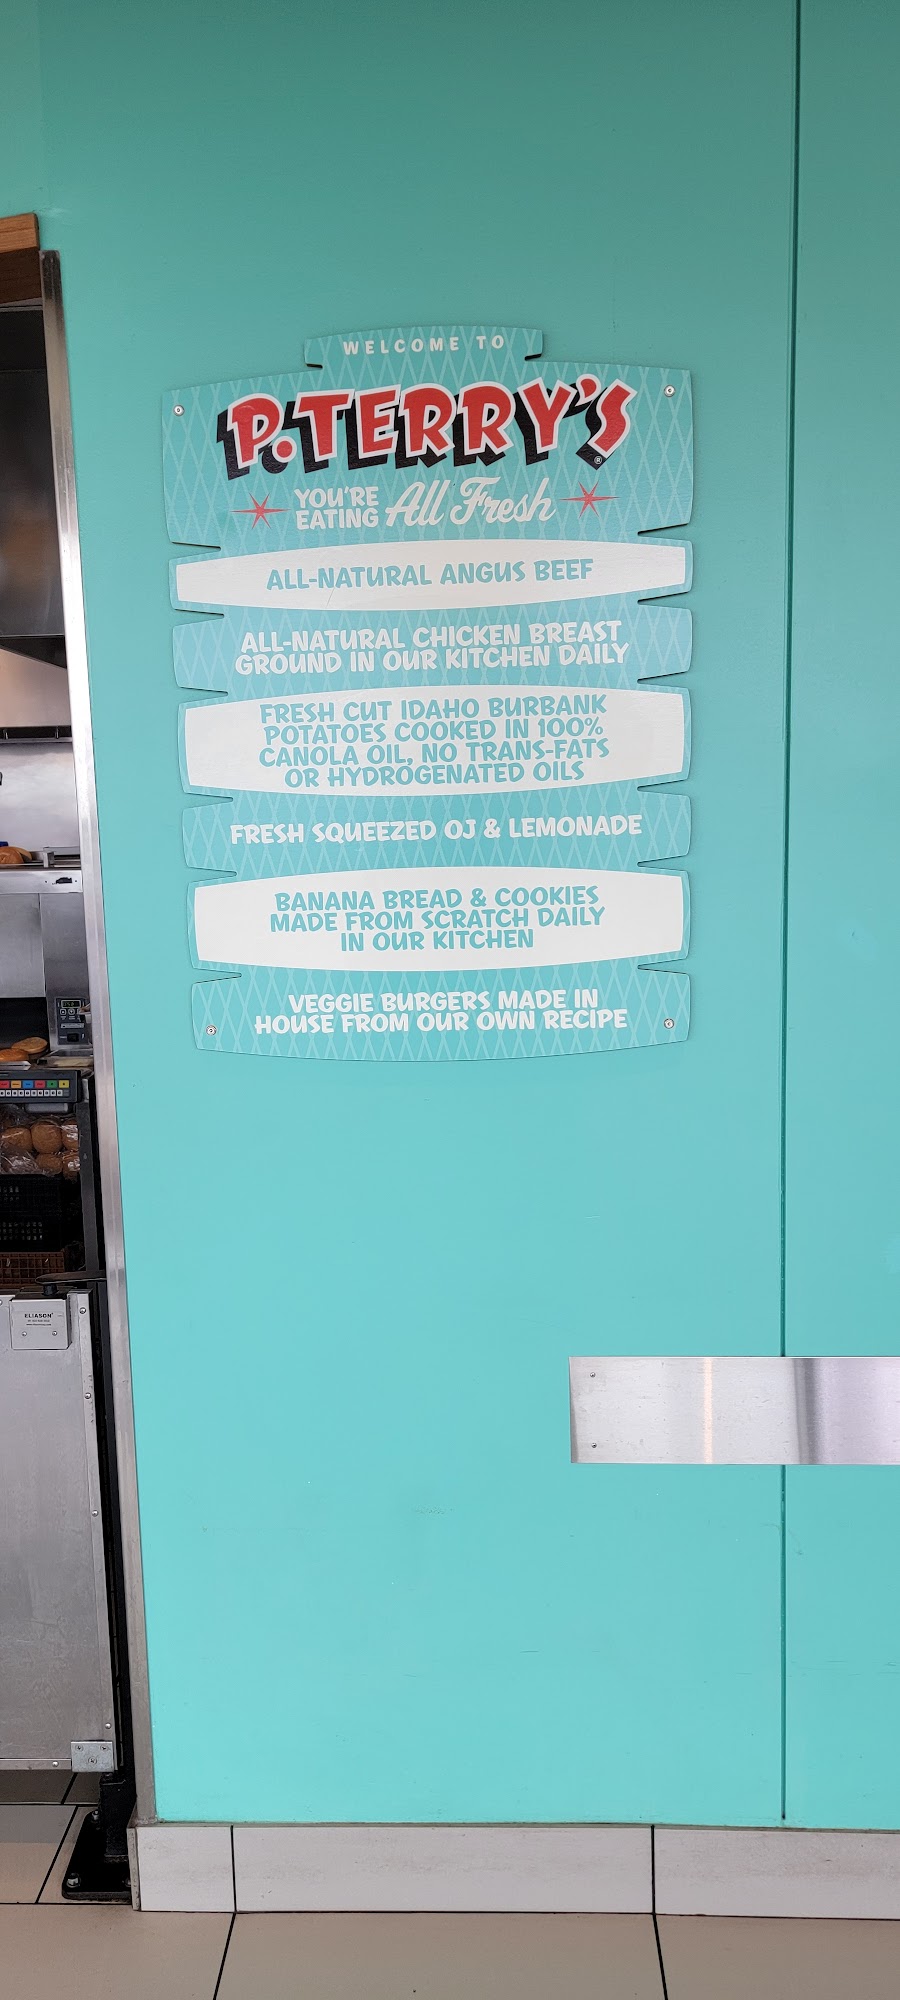 WELCOME TO
P. TERRY'S
YOU'RE
EATING All Fresh
ALL-NATURAL ANGUS BEEF
ALL-NATURAL CHICKEN BREAST
GROUND IN OUR KITCHEN DAILY
FRESH CUT IDAHO BURBANK
POTATOES COOKED IN 100%
CANOLA OIL, NO TRANS-FATS
OR HYDROGENATED OILS
FRESH SQUEEZED OJ & LEMONADE
BANANA BREAD & COOKIES
MADE FROM SCRATCH DAILY
IN OUR KITCHEN
VEGGIE BURGERS MADE IN
HOUSE FROM OUR OWN RECIPE
ELIASON